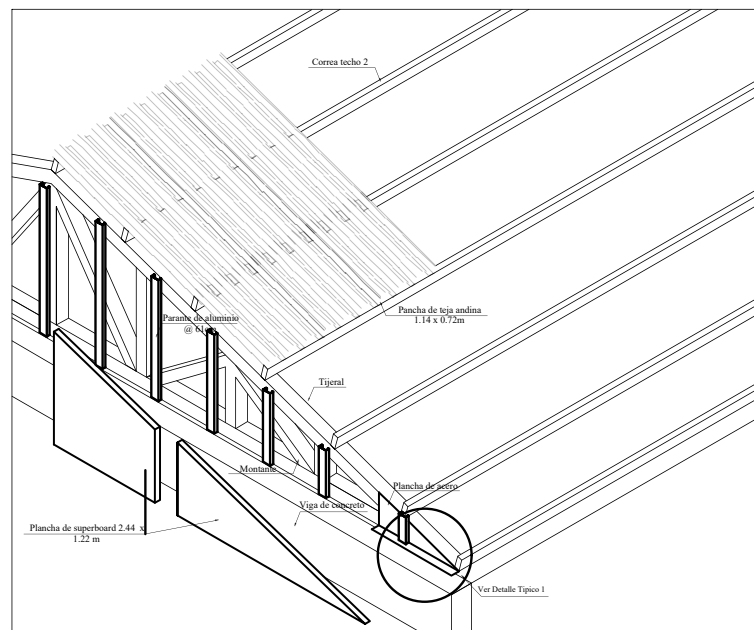 Correa techo 2
Pancha de teja andina
1.14 x 0.72m
Parante de aluminio
@ 61cm
Tijeral
Montante
Plancha de acero
Viga de concreto
Plancha de superboard 2.44 x
1.22 m
Ver Detalle Tipico 1